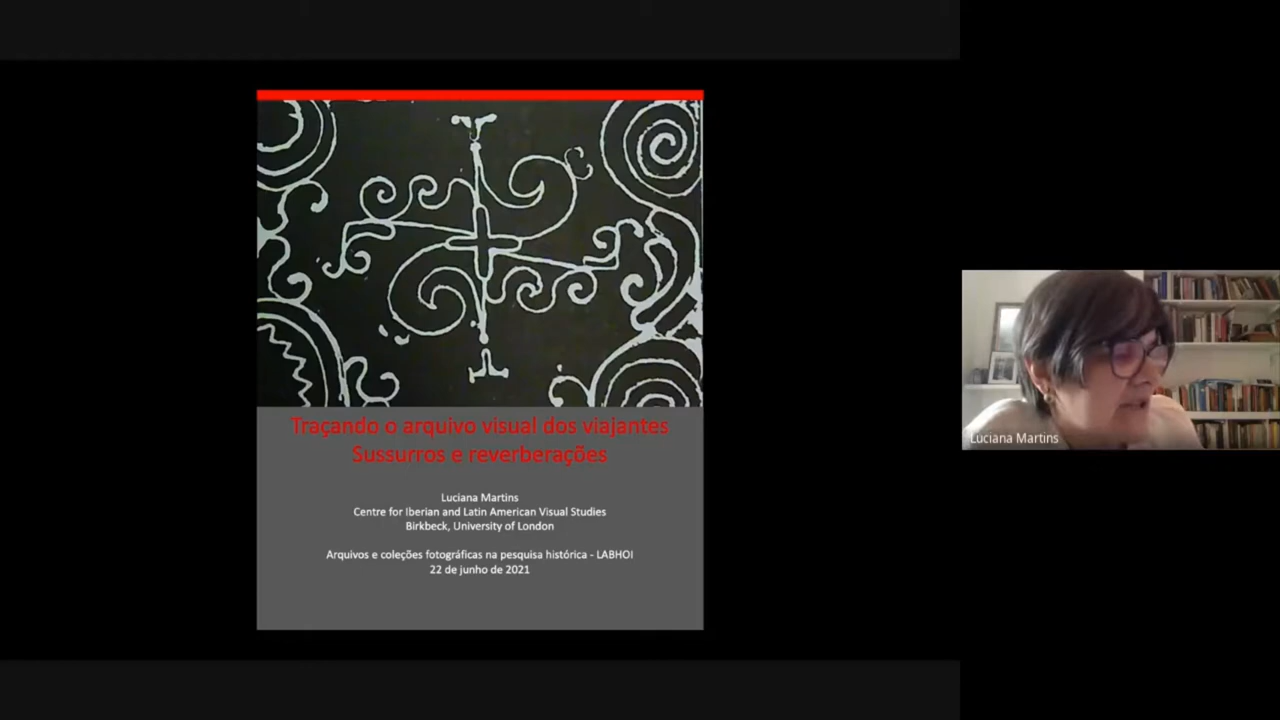 Traçando o arquivo visual dos viajantes
Sussurros e reverberações
Luciana Martins
Centre for Iberian and Latin American Visual Studies
Birkbeck, University of London
Arquivos e coleções fotográficas na pesquisa histórica - LABHOI
22 de junho de 2021
Luciana Martins